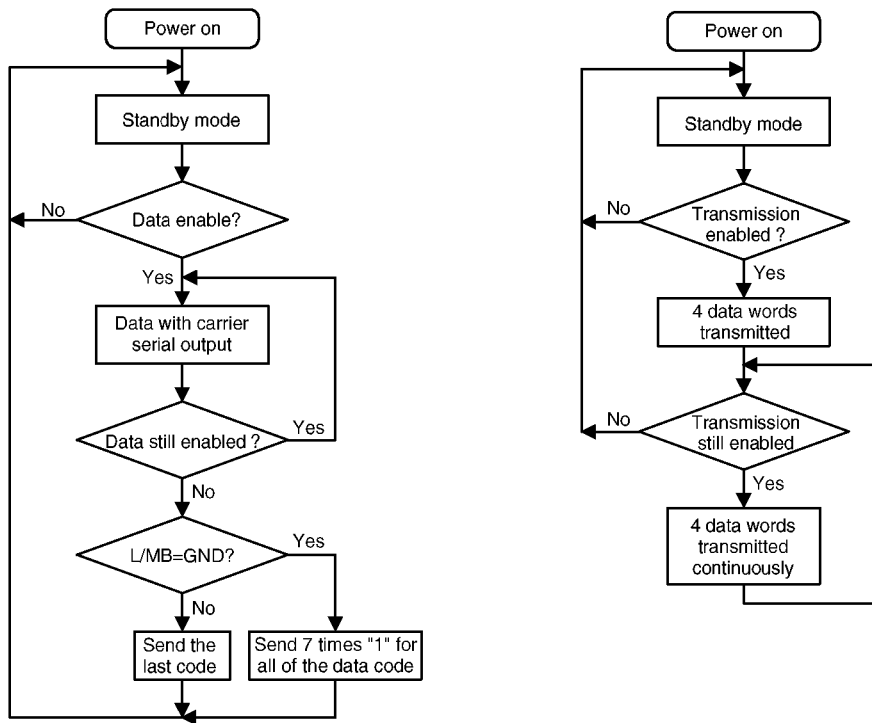 Power on
Standby mode
Data enable?
No
Yes
Data with carrier
serial output
Data still enabled ?
Yes
No
L/MB=GND?
Yes
No
Send the
last code
Send 7 times "1" for
all of the data code
Power on
Standby mode
Transmission
enabled ?
No
Yes
4 data words
transmitted
Transmission
still enabled
No
Yes
4 data words
transmitted
continuously